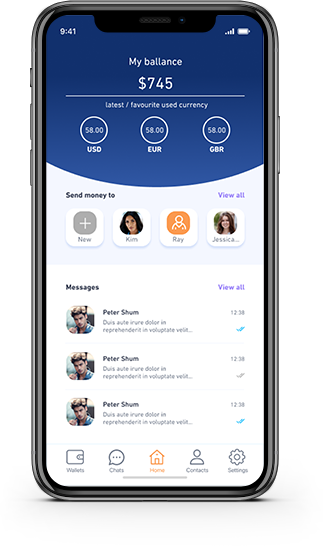 9:41
My ballance
$745
latest / favourite used currency
58.00 58.00 58.00
USD EUR GBR
Send money to View all
New Kim Ray Jessica...
Messages View all
Peter Shum 12:38
Duis aute irure dolor in
reprehenderit in voluptate velit...
Peter Shum 12:38
Duis aute irure dolor in
reprehenderit in voluptate velit...
Peter Shum 12:38
Duis aute irure dolor in
reprehenderit in voluptate velit...
Wallets Chats Home Contacts Settings